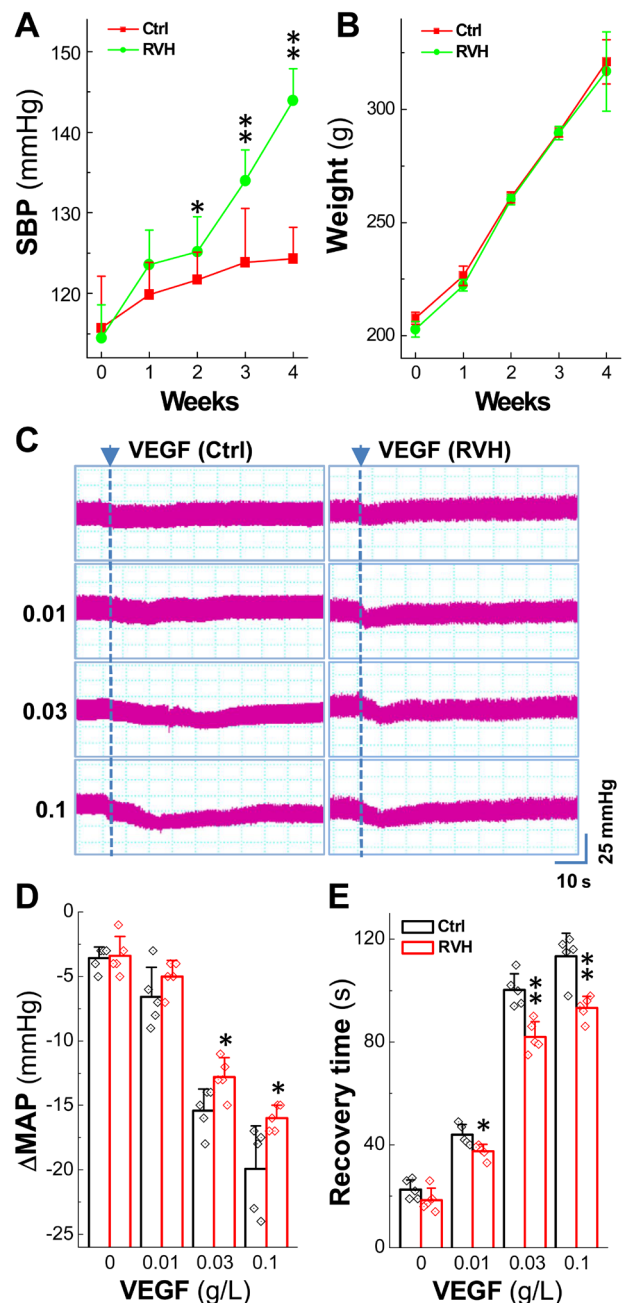 A
Ctrl
RVH
SBP (mmHg)
150
140
130
120
**
**
*
0 1 2 3 4
Weeks
B
Ctrl
RVH
Weight (g)
300
250
200
0 1 2 3 4
Weeks
C
VEGF (Ctrl)
VEGF (RVH)
0.01
0.03
0.1
25 mmHg
10 s
D
ΔMAP (mmHg)
0
-5
-10
-15
-20
-25
*
*
0 0.01 0.03 0.1
VEGF (g/L)
E
Ctrl
RVH
Recovery time (s)
120
80
40
0
*
**
**
0 0.01 0.03 0.1
VEGF (g/L)